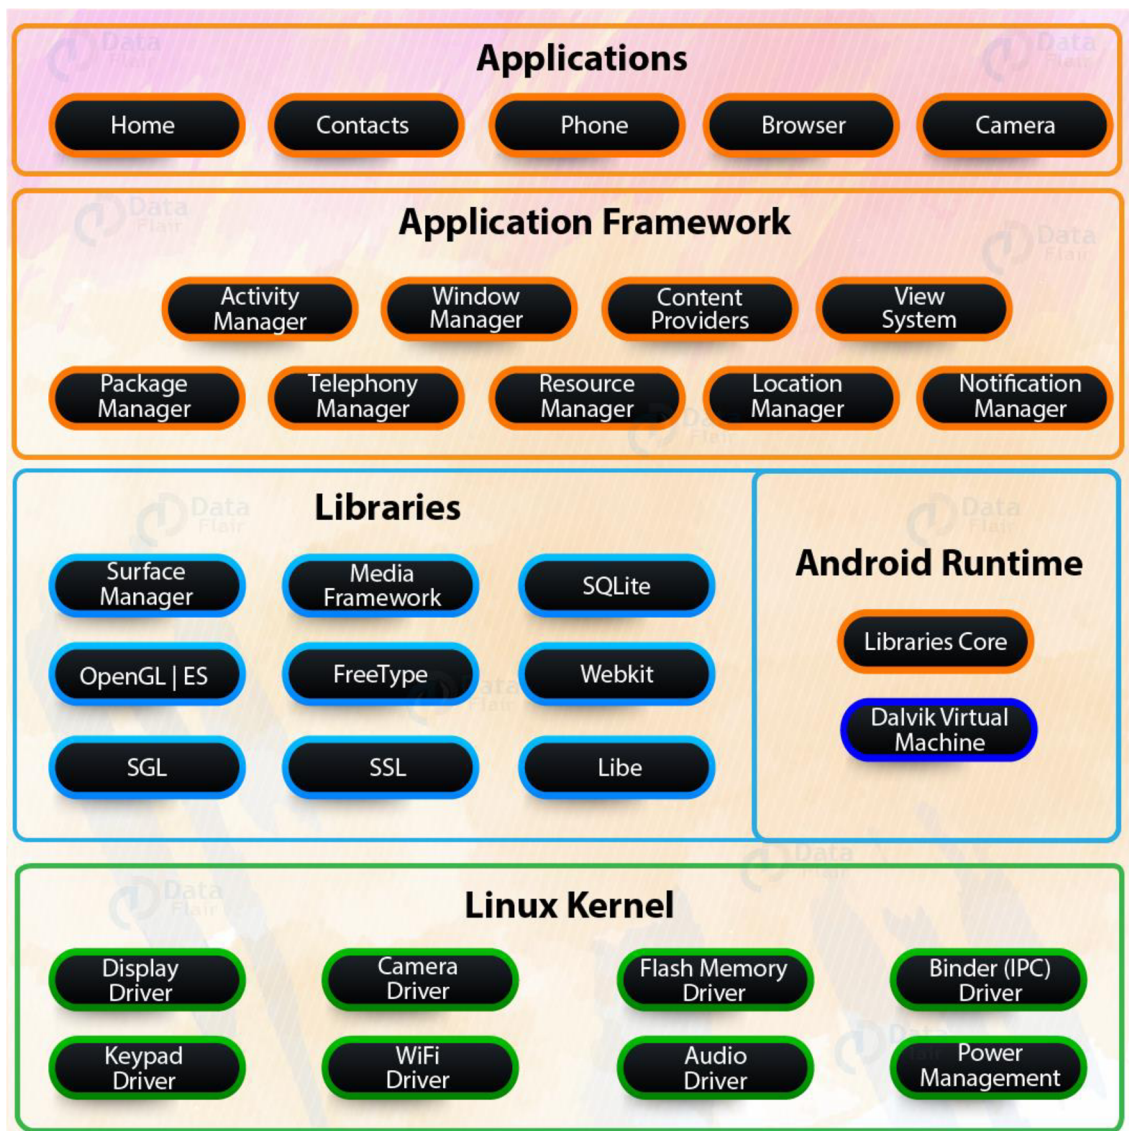 Applications
Home
Contacts
Phone
Browser
Camera
Application Framework
Activity
Manager
Window
Manager
Content
Providers
View
System
Package
Manager
Telephony
Manager
Resource
Manager
Location
Manager
Notification
Manager
Libraries
Surface
Manager
Media
Framework
SQLite
OpenGL | ES
FreeType
Webkit
SGL
SSL
Libe
Android Runtime
Libraries Core
Dalvik Virtual
Machine
Linux Kernel
Display
Driver
Camera
Driver
Flash Memory
Driver
Binder (IPC)
Driver
Keypad
Driver
WiFi
Driver
Audio
Driver
Power
Management
Data
Flair